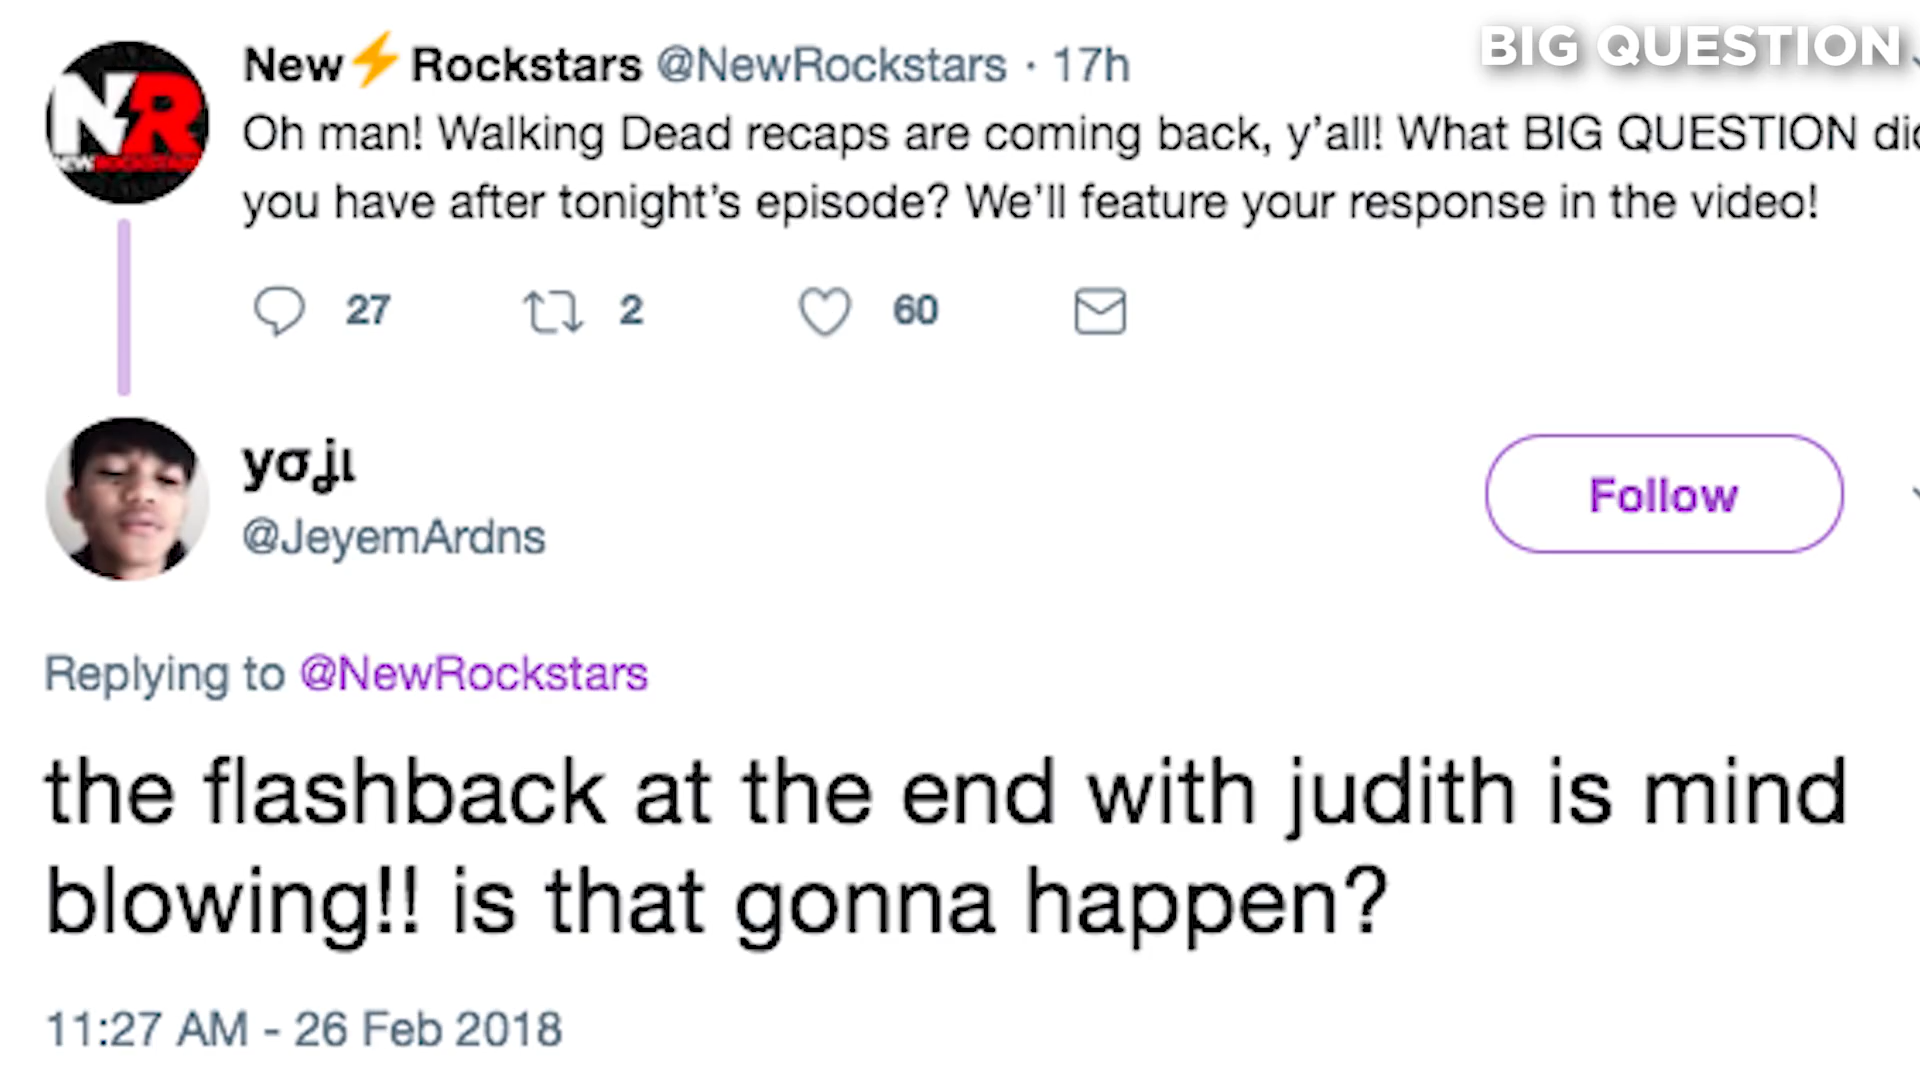 BIG QUESTION
New⚡Rockstars @NewRockstars · 17h
Oh man! Walking Dead recaps are coming back, y'all! What BIG QUESTION
you have after tonight's episode? We'll feature your response in the video!
27 2 60
NR
NEWROCKSTARS
yσʝι
@JeyemArdns
Follow
Replying to @NewRockstars
the flashback at the end with judith is mind
blowing!! is that gonna happen?
11:27 AM - 26 Feb 2018